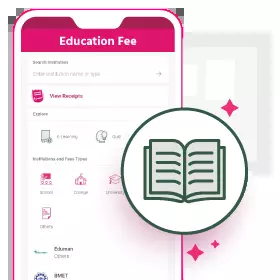 Education Fee
Search Institution
Enter institution name or type
View Receipts
Explore
E-Learning
Quiz
Institutions and Fees Types
School
College
University
Others
Eduman
Others
BMET